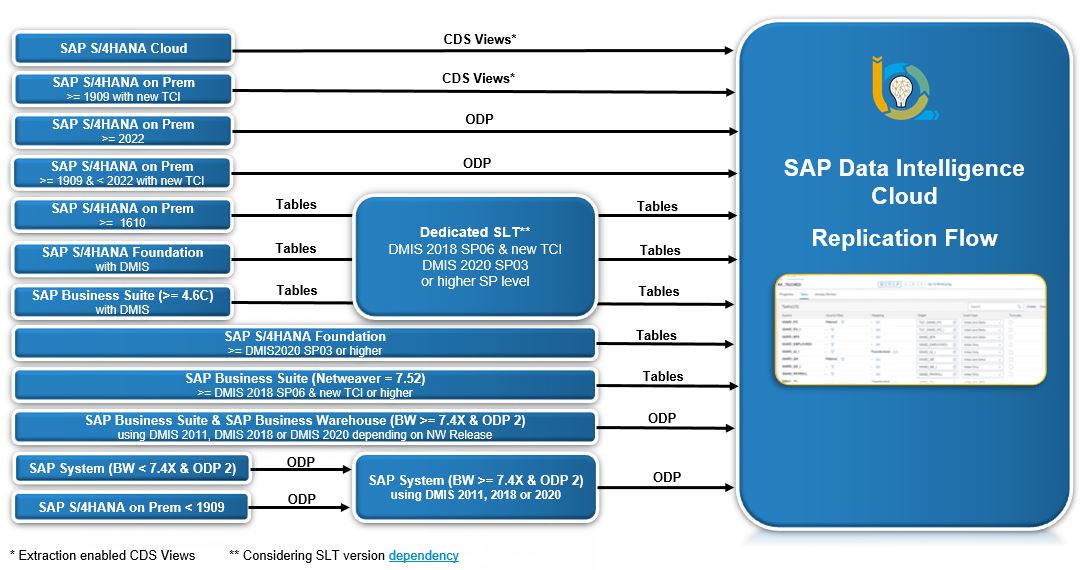 SAP S/4HANA Cloud
CDS Views*
SAP S/4HANA on Prem
>= 1909 with new TCI
CDS Views*
SAP S/4HANA on Prem
>= 2022
ODP
SAP S/4HANA on Prem
>= 1909 & < 2022 with new TCI
ODP
SAP S/4HANA on Prem
>= 1610
Tables
SAP S/4HANA Foundation
with DMIS
Tables
SAP Business Suite (>= 4.6C)
with DMIS
Tables
Dedicated SLT**
DMIS 2018 SP06 & new TCI
DMIS 2020 SP03
or higher SP level
Tables
Tables
Tables
SAP S/4HANA Foundation
>= DMIS2020 SP03 or higher
Tables
SAP Business Suite (Netweaver = 7.52)
>= DMIS 2018 SP06 & new TCI or higher
Tables
SAP Business Suite & SAP Business Warehouse (BW >= 7.4X & ODP 2)
using DMIS 2011, DMIS 2018 or DMIS 2020 depending on NW Release
ODP
SAP System (BW < 7.4X & ODP 2)
ODP
SAP S/4HANA on Prem < 1909
ODP
SAP System (BW >= 7.4X & ODP 2)
using DMIS 2011, 2018 or 2020
ODP
SAP Data Intelligence
Cloud
Replication Flow
* Extraction enabled CDS Views
** Considering SLT version dependency